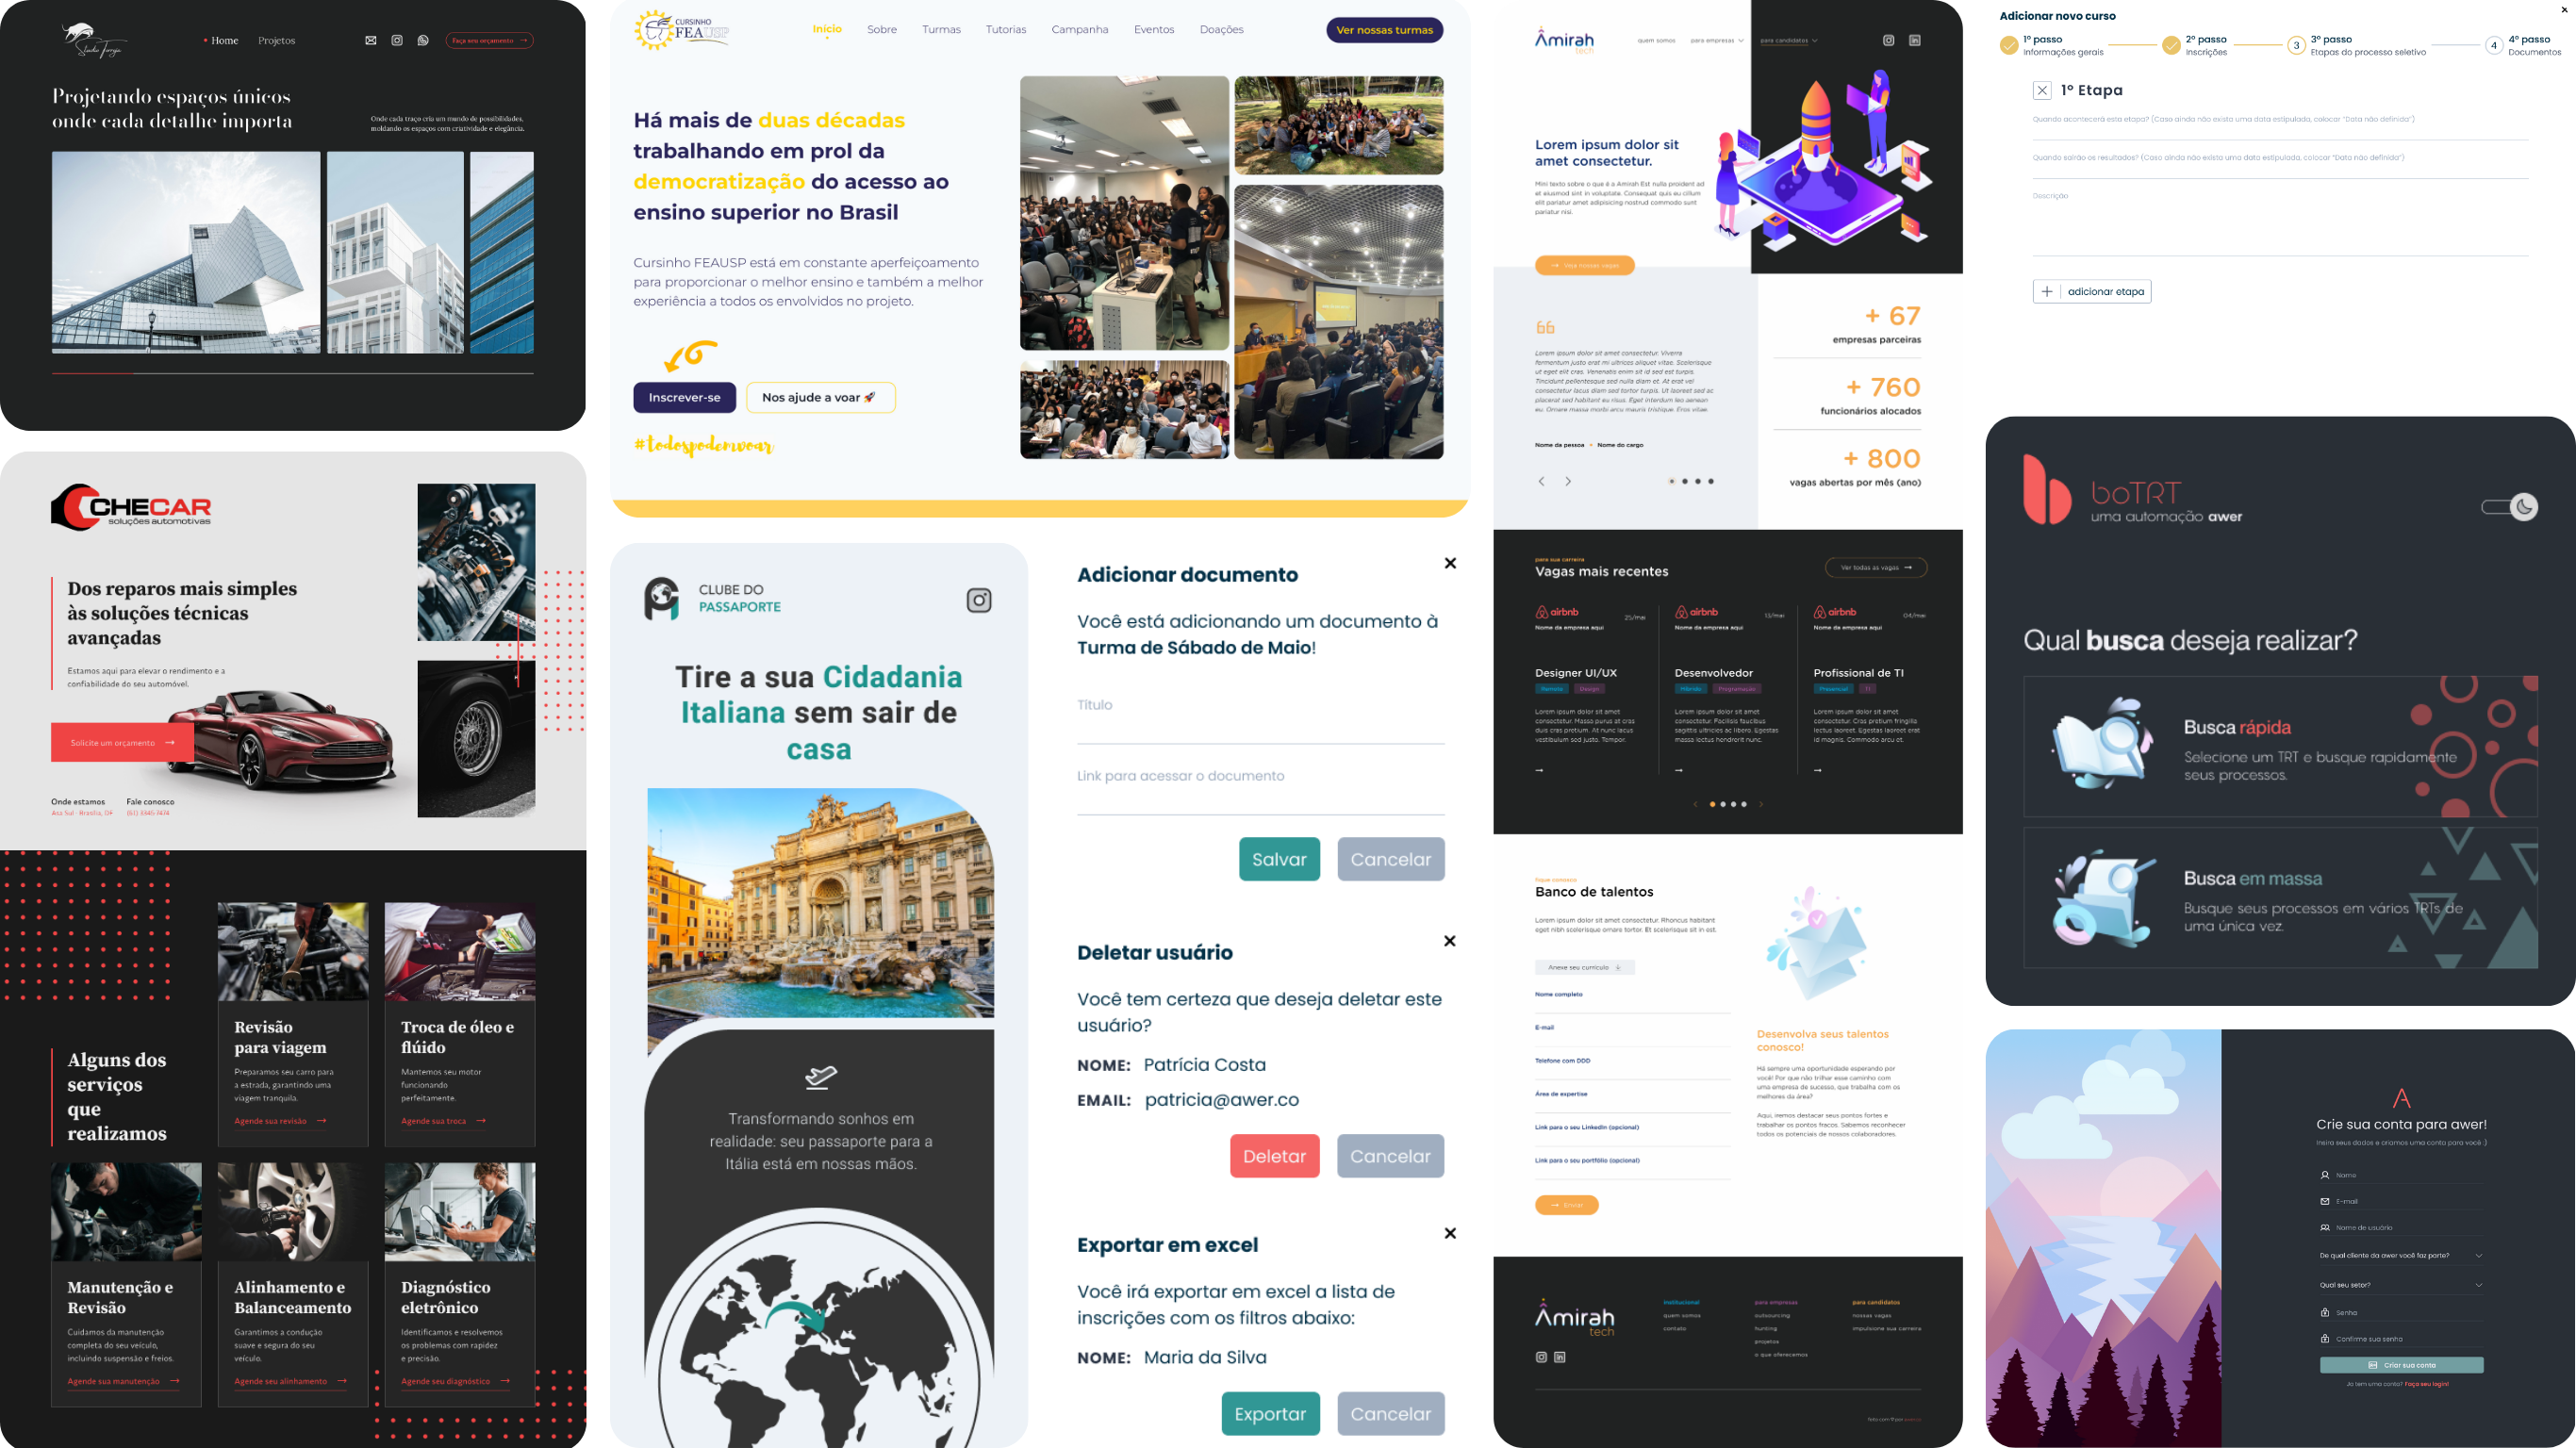 Home
Projetos
Faça seu orçamento →
Projetando espaços únicos
onde cada detalhe importa
Onde cada traço cria um mundo de possibilidades,
moldando os espaços com criatividade e elegância.
CHECAR
soluções automotivas
Dos reparos mais simples
às soluções técnicas
avançadas
Estamos aqui para elevar o rendimento e a
confiabilidade do seu automóvel.
Solicite um orçamento →
Onde estamos
Fale conosco
Asa Sul - Brasília, DF
(61) 3345-7474
Alguns dos
serviços
que
realizamos
Revisão
para viagem
Preparamos seu carro para
a estrada, garantindo uma
viagem tranquila.
Agende sua revisão →
Troca de óleo e
flúido
Mantemos seu motor
funcionando
perfeitamente.
Agende sua troca →
Manutenção e
Revisão
Cuidamos da manutenção
completa do seu veículo,
incluindo suspensão e freios.
Agende sua manutenção →
Alinhamento e
Balanceamento
Garantimos a condução
suave e segura do seu
veículo.
Agende seu alinhamento →
Diagnóstico
eletrônico
Identificamos e resolvemos
os problemas com rapidez
e precisão.
Agende seu diagnóstico →
CURSINHO
FEAUSP
Início
Sobre
Turmas
Tutorias
Campanha
Eventos
Doações
Ver nossas turmas
Há mais de duas décadas
trabalhando em prol da
democratização do acesso ao
ensino superior no Brasil
Cursinho FEAUSP está em constante aperfeiçoamento
para proporcionar o melhor ensino e também a melhor
experiência a todos os envolvidos no projeto.
Inscrever-se
Nos ajude a voar 🚀
#todospodemvoar
CLUBE DO
PASSAPORTE
Tire a sua Cidadania
Italiana sem sair de
casa
Transformando sonhos em
realidade: seu passaporte para a
Itália está em nossas mãos.
Adicionar documento
Você está adicionando um documento à
Turma de Sábado de Maio!
Título
Link para acessar o documento
Salvar
Cancelar
Deletar usuário
Você tem certeza que deseja deletar este
usuário?
NOME: Patrícia Costa
EMAIL: patricia@awer.co
Deletar
Cancelar
Exportar em excel
Você irá exportar em excel a lista de
inscrições com os filtros abaixo:
NOME: Maria da Silva
Exportar
Cancelar
Âmirah
tech
quem somos
para empresas
para candidatos
Lorem ipsum dolor sit
amet consectetur.
Mini texto sobre o que é a Amirah Est nulla proident ad
et eiusmod sint in voluptate. Consequat quis eu cillum
elit pariatur amet adipisicing nostrud commodo sunt
pariatur nisi.
→ Veja nossas vagas
Lorem ipsum dolor sit amet consectetur. Viverra
fermentum justo erat mi ultrices aliquet vitae. Scelerisque
ut eget elit cras. Venenatis enim sit id sed est turpis.
Tincidunt pellentesque sed nulla diam et. At erat vel
consectetur lacus diam sed tortor turpis. Ut laoreet sed ac
placerat sed habitant eu risus. Eget interdum leo aenean
eu. Ornare massa morbi arcu mauris tristique. Eros vitae.
Nome da pessoa • Nome do cargo
+ 67
empresas parceiras
+ 760
funcionários alocados
+ 800
vagas abertas por mês (ano)
para sua carreira
Vagas mais recentes
Ver todas as vagas →
airbnb
25/mai
Nome da empresa aqui
Designer UI/UX
Remoto
Design
Lorem ipsum dolor sit amet
consectetur. Massa purus at cras
duis cras pretium. At nunc lacus
vestibulum sed justo. Tempor.
airbnb
13/mai
Nome da empresa aqui
Desenvolvedor
Híbrido
Programação
Lorem ipsum dolor sit amet
consectetur. Facilisis faucibus
sagittis ultricies ac libero. Egestas
massa lectus hendrerit nunc.
airbnb
04/mai
Nome da empresa aqui
Profissional de TI
Presencial
TI
Lorem ipsum dolor sit amet
consectetur. Cras pretium fringilla
lectus laoreet. Egestas laoreet erat
id magnis. Commodo arcu et.
fique conosco
Banco de talentos
Lorem ipsum dolor sit amet consectetur. Rhoncus habitant
eget nibh scelerisque ornare tortor. Et scelerisque sit in est.
Anexe seu currículo
Nome completo
E-mail
Telefone com DDD
Área de expertise
Link para o seu LinkedIn (opcional)
Link para o seu portfólio (opcional)
→ Enviar
Desenvolva seus talentos
conosco!
Há sempre uma oportunidade esperando por
você! Por que não trilhar esse caminho com
uma empresa de sucesso, que trabalha com os
melhores da área?
Aqui, iremos destacar seus pontos fortes e
trabalhar os pontos fracos. Sabemos reconhecer
todos os potenciais de nossos colaboradores.
Âmirah
tech
institucional
quem somos
contato
para empresas
outsourcing
hunting
projetos
o que oferecemos
para candidatos
nossas vagas
impulsione sua carreira
Adicionar novo curso
1º passo
Informações gerais
2º passo
Inscrições
3
3º passo
Etapas do processo seletivo
4
4º passo
Documentos
1º Etapa
Quando acontecerá esta etapa? (Caso ainda não exista uma data estipulada, colocar "Data não definida")
Quando sairão os resultados? (Caso ainda não exista uma data estipulada, colocar "Data não definida")
Descrição
+ adicionar etapa
boTRT
uma automação awer
Qual busca deseja realizar?
Busca rápida
Selecione um TRT e busque rapidamente
seus processos.
Busca em massa
Busque seus processos em vários TRTs de
uma única vez.
Crie sua conta para awer!
Insira seus dados e criamos uma conta para você :)
Nome
E-mail
Nome de usuário
De qual cliente da awer você faz parte?
Qual seu setor?
Senha
Confirme sua senha
Criar sua conta
Já tem uma conta? Faça seu login!